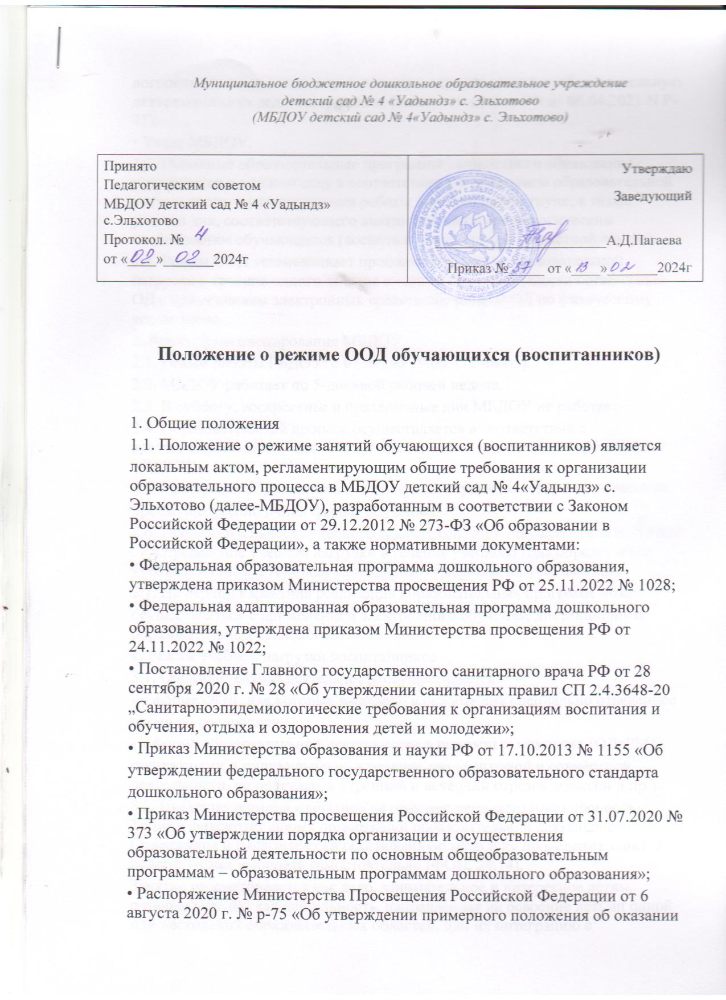 Муниципальное бюджетное дошкольное образовательное учреждение
детский сад № 4 «Уадындз» с. Эльхотово
(МБДОУ детский сад № 4«Уадындз» с. Эльхотово)
Принято
Педагогическим советом
МБДОУ детский сад № 4 «Уадындз»
с.Эльхотово
Протокол. № 4
от «02» 02 2024г
Утверждаю
Заведующий
А.Д.Пагаева
Приказ № 37 от «13» 02 2024г
Положение о режиме ООД обучающихся (воспитанников)
1. Общие положения
1.1. Положение о режиме занятий обучающихся (воспитанников) является
локальным актом, регламентирующим общие требования к организации
образовательного процесса в МБДОУ детский сад № 4«Уадындз» с.
Эльхотово (далее-МБДОУ), разработанным в соответствии с Законом
Российской Федерации от 29.12.2012 № 273-ФЗ «Об образовании в
Российской Федерации», а также нормативными документами:
• Федеральная образовательная программа дошкольного образования,
утверждена приказом Министерства просвещения РФ от 25.11.2022 № 1028;
• Федеральная адаптированная образовательная программа дошкольного
образования, утверждена приказом Министерства просвещения РФ от
24.11.2022 № 1022;
• Постановление Главного государственного санитарного врача РФ от 28
сентября 2020 г. № 28 «Об утверждении санитарных правил СП 2.4.3648-20
„Санитарноэпидемиологические требования к организациям воспитания и
обучения, отдыха и оздоровления детей и молодежи»;
• Приказ Министерства образования и науки РФ от 17.10.2013 № 1155 «Об
утверждении федерального государственного образовательного стандарта
дошкольного образования»;
• Приказ Министерства просвещения Российской Федерации от 31.07.2020 №
373 «Об утверждении порядка организации и осуществления
образовательной деятельности по основным общеобразовательным
программам – образовательным программам дошкольного образования»;
• Распоряжение Министерства Просвещения Российской Федерации от 6
августа 2020 г. № р-75 «Об утверждении примерного положения об оказании